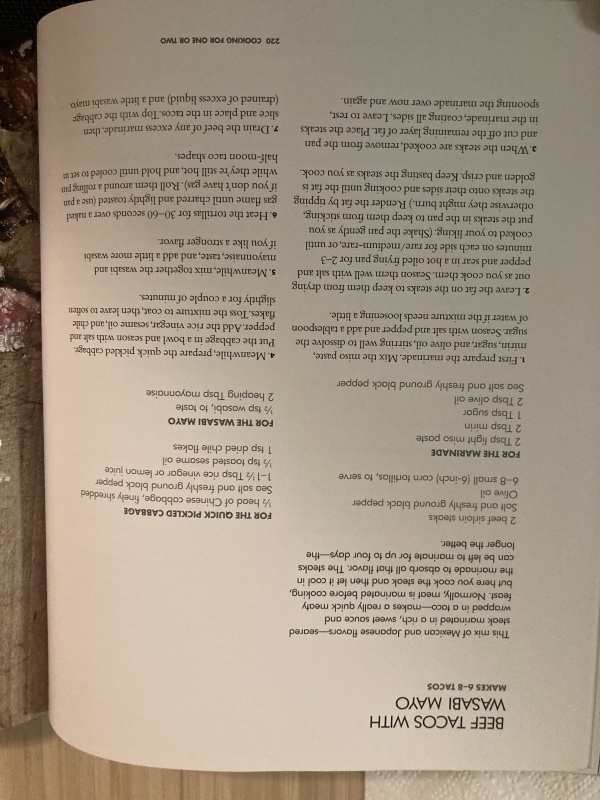 BEEF TACOS WITH
WASABI MAYO
MAKES 6–8 TACOS
This mix of Mexican and Japanese flavors—seared
steak marinated in a rich, sweet sauce and
wrapped in a taco—makes a really quick meaty
feast. Normally, meat is marinated before cooking,
but here you cook the steak and then let it cool in
the marinade to absorb all that flavor. The steaks
can be left to marinate for up to four days—the
longer the better.
2 beef sirloin steaks
Salt and freshly ground black pepper
Olive oil
6–8 small (6-inch) corn tortillas, to serve
FOR THE MARINADE
2 Tbsp light miso paste
2 Tbsp mirin
1 Tbsp sugar
2 Tbsp olive oil
Sea salt and freshly ground black pepper
FOR THE QUICK PICKLED CABBAGE
½ head of Chinese cabbage, finely shredded
Sea salt and freshly ground black pepper
1–1½ Tbsp rice vinegar or lemon juice
½ tsp toasted sesame oil
1 tsp dried chile flakes
FOR THE WASABI MAYO
½ tsp wasabi, to taste
2 heaping Tbsp mayonnaise
1. First prepare the marinade. Mix the miso paste,
mirin, sugar, and olive oil, stirring well to dissolve the
sugar. Season with salt and pepper and add a tablespoon
of water if the mixture needs loosening a little.
2. Leave the fat on the steaks to keep them from drying
out as you cook them. Season them well with salt and
pepper and sear in a hot oiled frying pan for 2–3
minutes on each side for rare/medium-rare, or until
cooked to your liking. (Shake the pan gently as you
put the steaks in the pan to keep them from sticking,
otherwise they might burn.) Render the fat by tipping
the steaks onto their sides and cooking until the fat is
golden and crisp. Keep basting the steaks as you cook.
3. When the steaks are cooked, remove from the pan
and cut off the remaining layer of fat. Place the steaks
in the marinade, coating all sides. Leave to rest,
spooning the marinade over now and again.
4. Meanwhile, prepare the quick pickled cabbage.
Put the cabbage in a bowl and season with salt and
pepper. Add the rice vinegar, sesame oil, and chile
flakes. Toss the mixture to coat, then leave to soften
slightly for a couple of minutes.
5. Meanwhile, mix together the wasabi and
mayonnaise, taste, and add a little more wasabi
if you like a stronger flavor.
6. Heat the tortillas for 30–60 seconds over a naked
gas flame until charred and lightly toasted (use a pan
if you don't have gas). Roll them around a rolling pin
while they're still hot, and hold until cooled to set in
half-moon taco shapes.
7. Drain the beef of any excess marinade, then
slice and place in the tacos. Top with the cabbage
(drained of excess liquid) and a little wasabi mayo.
220 COOKING FOR ONE OR TWO